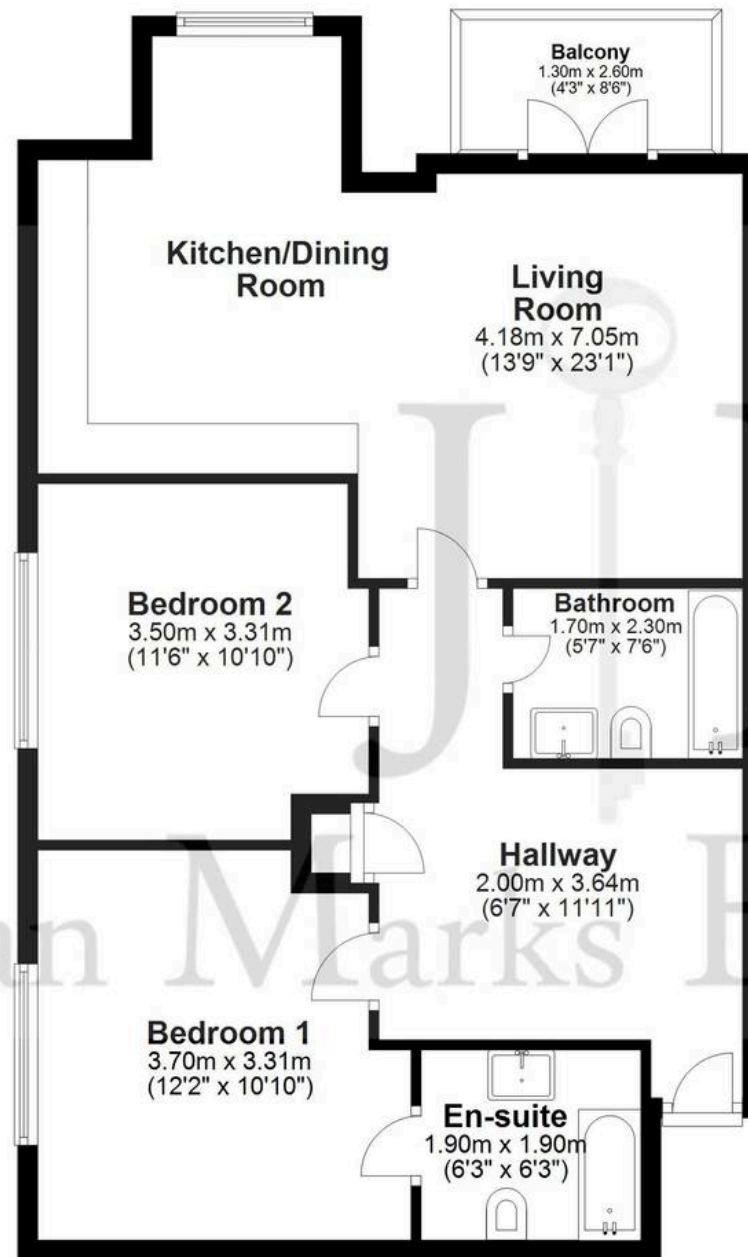 Balcony
1.30m x 2.60m
(4'3" x 8'6")
Kitchen/Dining
Room
Living
Room
4.18m x 7.05m
(13'9" x 23'1")
Bedroom 2
3.50m x 3.31m
(11'6" x 10'10")
Bathroom
1.70m x 2.30m
(5'7" x 7'6")
Hallway
2.00m x 3.64m
(6'7" x 11'11")
Bedroom 1
3.70m x 3.31m
(12'2" x 10'10")
En-suite
1.90m x 1.90m
(6'3" x 6'3")
J
an Marks E